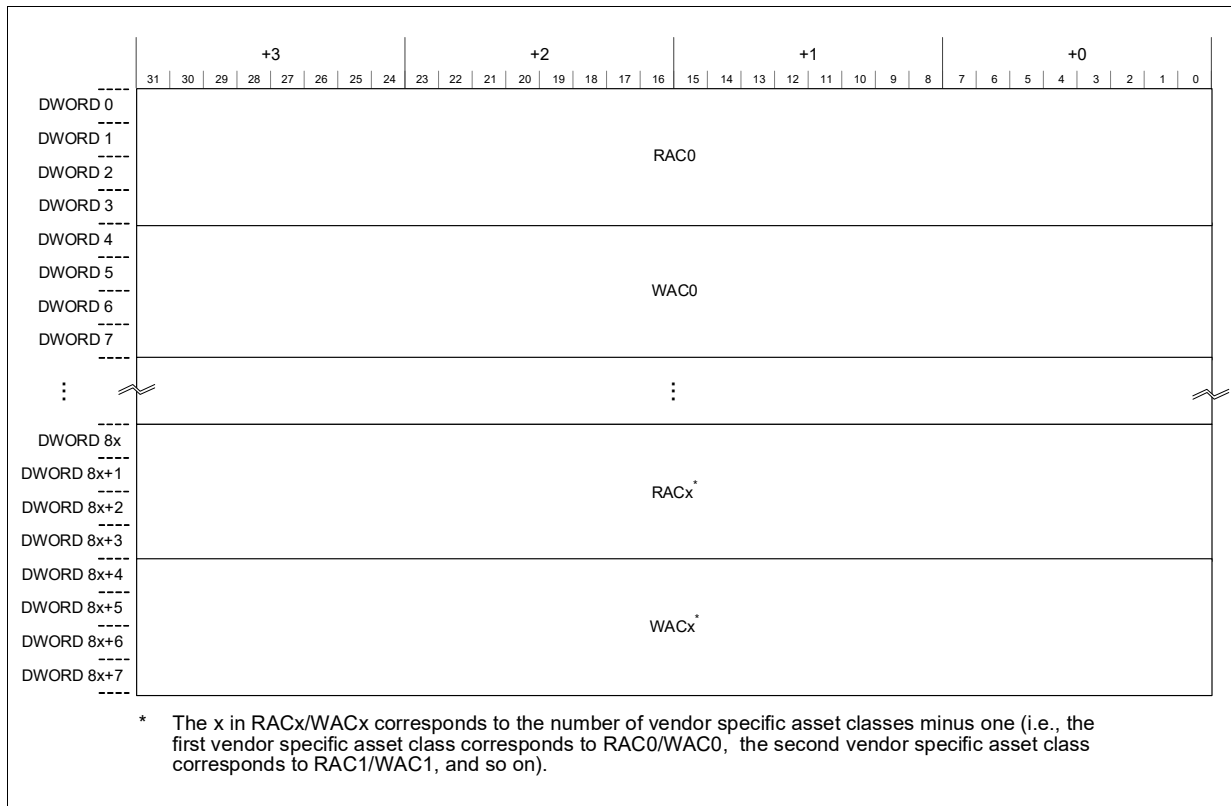 +3 +2 +1 +0
31 30 29 28 27 26 25 24 23 22 21 20 19 18 17 16 15 14 13 12 11 10 9 8 7 6 5 4 3 2 1 0
DWORD 0
DWORD 1
RAC0
DWORD 2
DWORD 3
DWORD 4
DWORD 5
WAC0
DWORD 6
DWORD 7
⋮ ⋮
DWORD 8x
DWORD 8x+1
RACx*
DWORD 8x+2
DWORD 8x+3
DWORD 8x+4
DWORD 8x+5
WACx*
DWORD 8x+6
DWORD 8x+7
* The x in RACx/WACx corresponds to the number of vendor specific asset classes minus one (i.e., the
first vendor specific asset class corresponds to RAC0/WAC0, the second vendor specific asset class
corresponds to RAC1/WAC1, and so on).